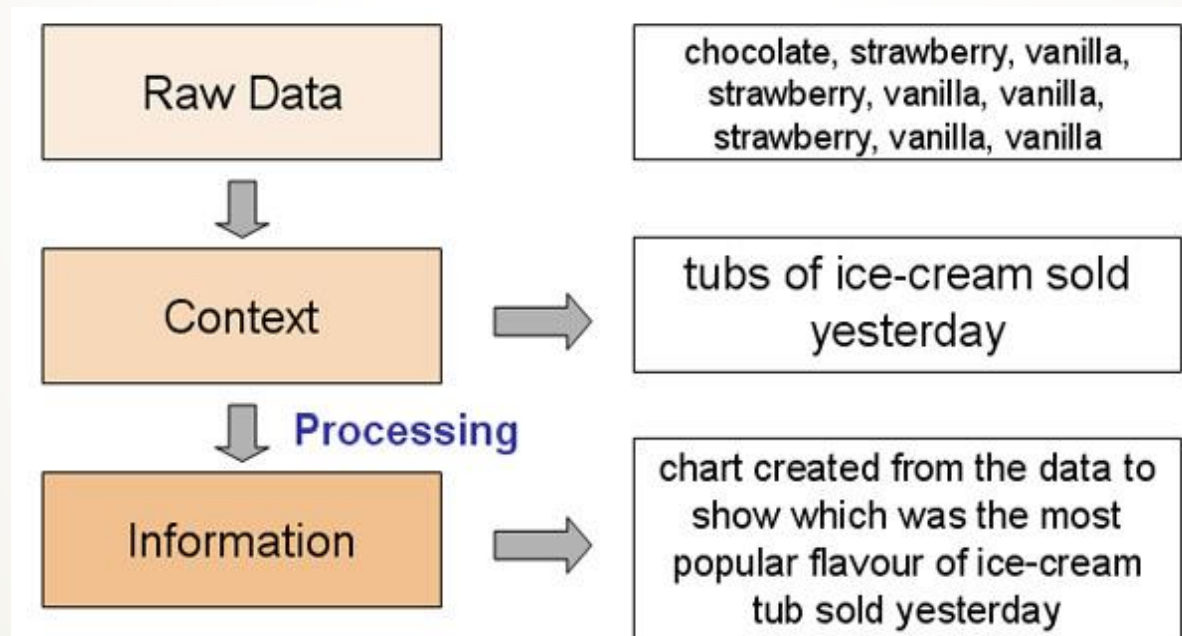 Raw Data
chocolate, strawberry, vanilla,
strawberry, vanilla, vanilla,
strawberry, vanilla, vanilla
Context
tubs of ice-cream sold
yesterday
Processing
Information
chart created from the data to
show which was the most
popular flavour of ice-cream
tub sold yesterday